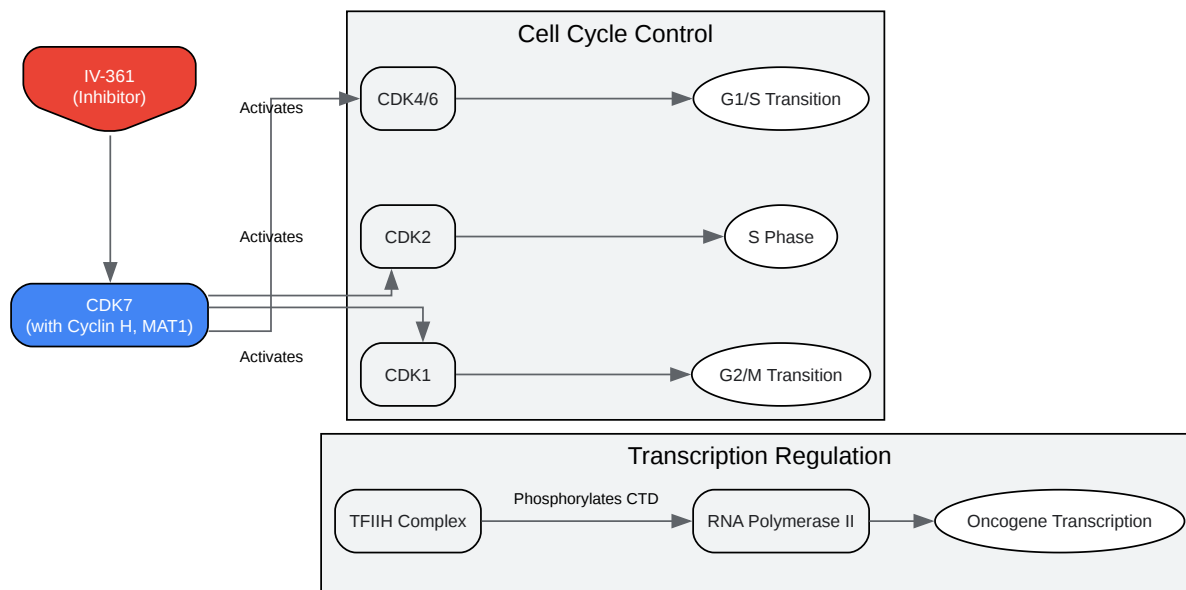 Cell Cycle Control
IV-361
(Inhibitor)
Activates
CDK4/6
G1/S Transition
Activates
CDK2
S Phase
CDK7
(with Cyclin H, MAT1)
Activates
CDK1
G2/M Transition
Transcription Regulation
TFIIH Complex
Phosphorylates CTD
RNA Polymerase II
Oncogene Transcription